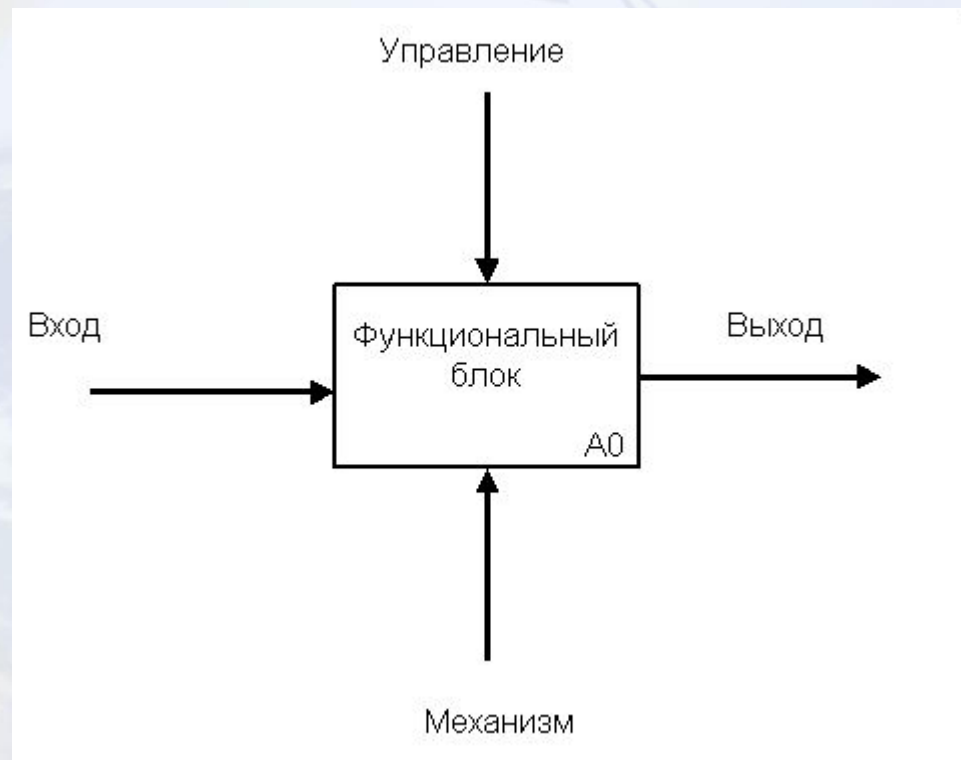 Управление
Вход
Функциональный
блок
Выход
A0
Механизм